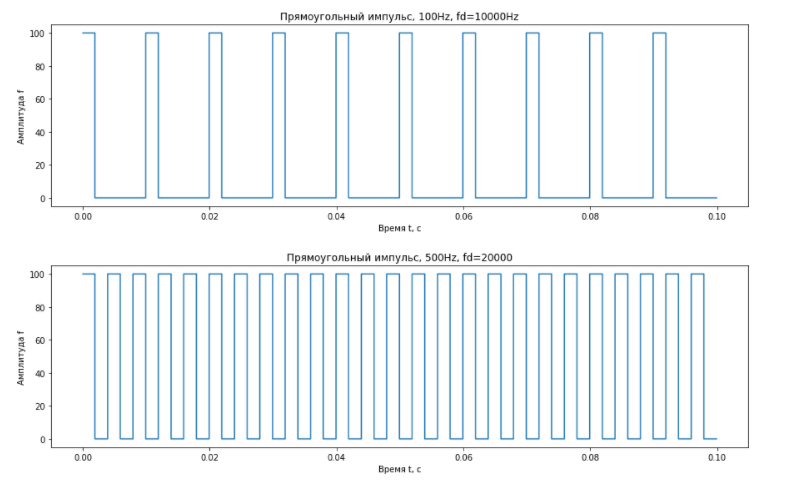 Прямоугольный импульс, 100Hz, fd=10000Hz
100
80
60
40
20
0
Амплитуда f
0.00 0.02 0.04 0.06 0.08 0.10
Время t, с
Прямоугольный импульс, 500Hz, fd=20000
100
80
60
40
20
0
Амплитуда f
0.00 0.02 0.04 0.06 0.08 0.10
Время t, с